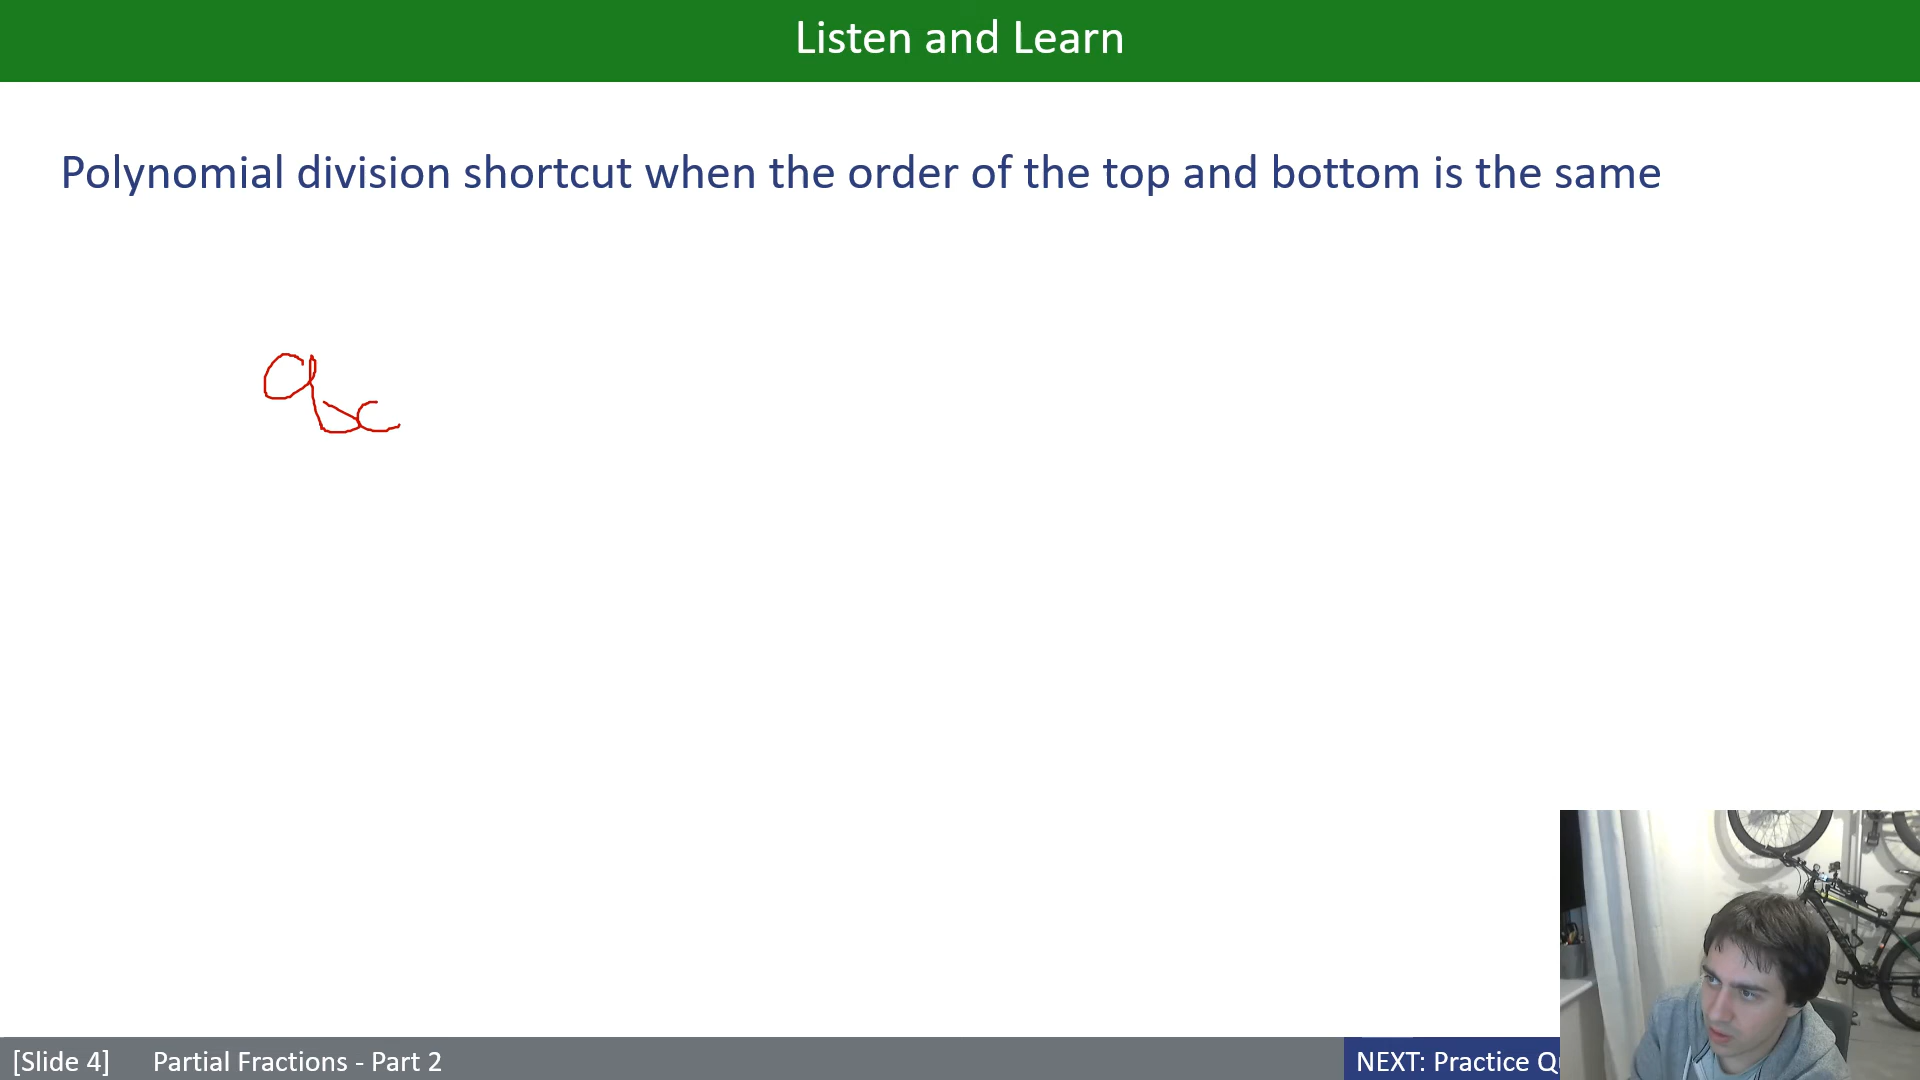 Listen and Learn
Polynomial division shortcut when the order of the top and bottom is the same
ax
[Slide 4] Partial Fractions - Part 2
NEXT: Practice